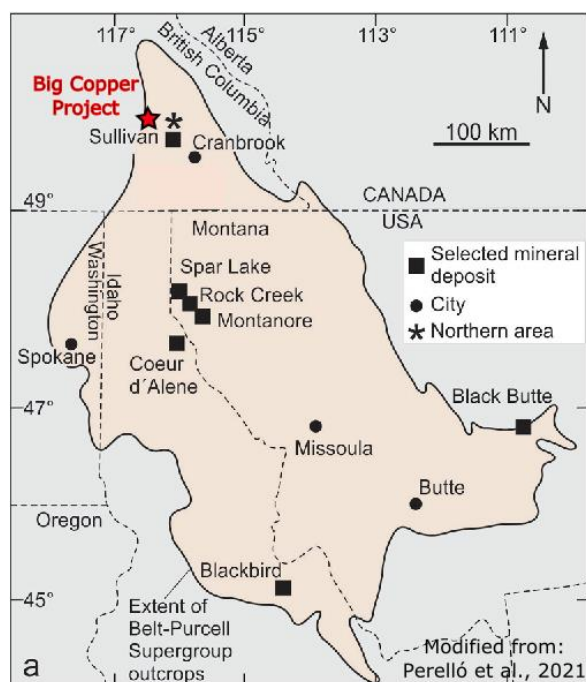 117°
115°
113°
111°
Alberta
British Columbia
Big Copper
Project
N
Sullivan
Cranbrook
100 km
49°
CANADA
USA
Montana
Selected mineral
deposit
City
Northern area
Washington
Idaho
Spar Lake
Rock Creek
Montanore
Spokane
Coeur
d´Alene
Black Butte
47°
Missoula
Butte
Oregon
Blackbird
45°
Extent of
Belt-Purcell
Supergroup
outcrops
Modified from:
Perelló et al., 2021
a